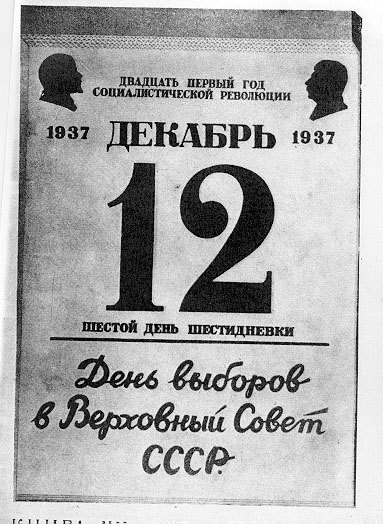 ДВАДЦАТЬ ПЕРВЫЙ ГОД
СОЦИАЛИСТИЧЕСКОЙ РЕВОЛЮЦИИ
1937 ДЕКАБРЬ 1937
12
ШЕСТОЙ ДЕНЬ ШЕСТИДНЕВКИ
День выборов
в Верховный Совет
СССР.